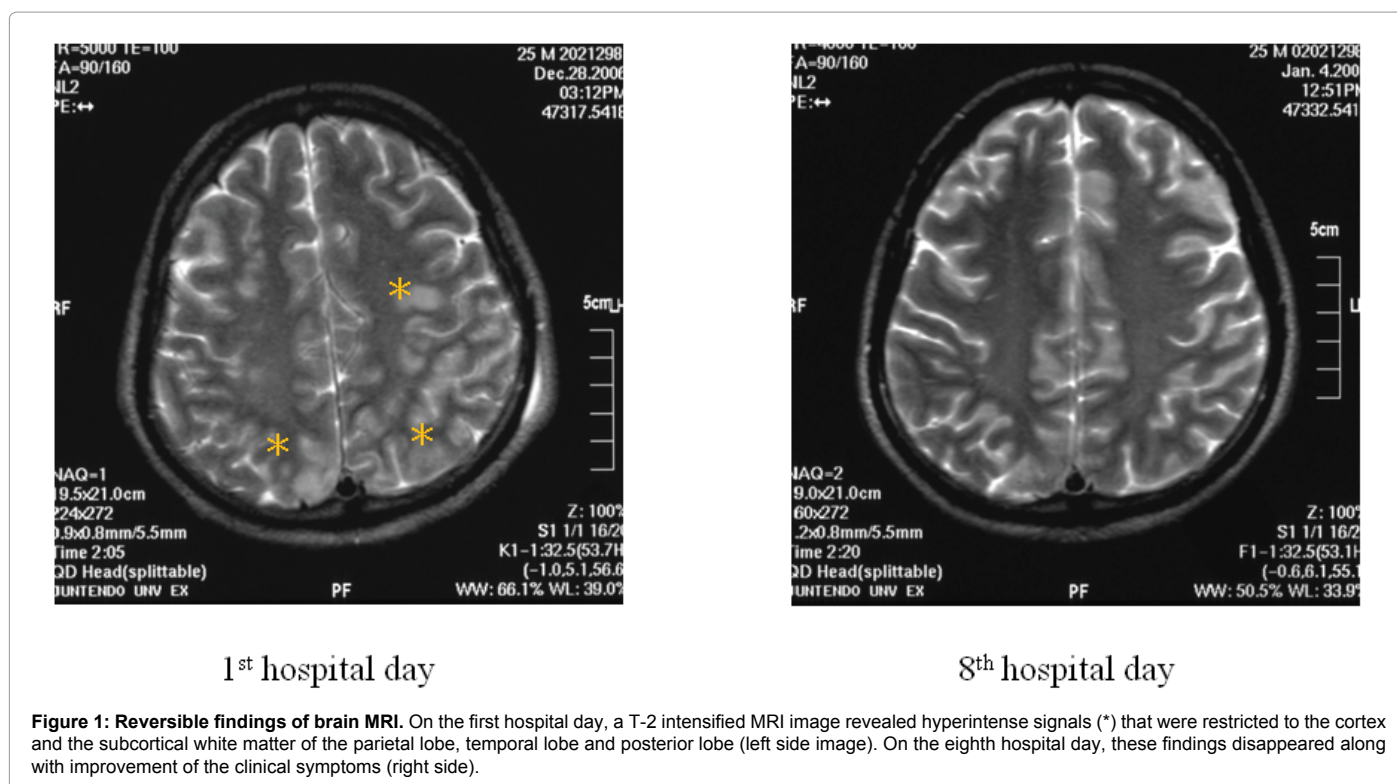 R=5000 TE=100
FA=90/160
NL2
PE:↔
25 M 2021298
Dec.28.2006
03:12PM
47317.5418
RF
5cm
*
*
*
NAQ=1
19.5x21.0cm
224x272
0.9x0.8mm/5.5mm
Time 2:05
QD Head(splittable)
JUNTENDO UNV EX
PF
Z: 100%
S1 1/1 16/20
K1-1:32.5(53.7H
(-1.0,5.1,56.6
WW: 66.1% WL: 39.0%
FA=90/160
NL2
PE:↔
25 M 02021298
Jan. 4.200
12:51PM
47332.541
RF
5cm
NAQ=2
9.0x21.0cm
60x272
.2x0.8mm/5.5mm
Time 2:20
QD Head(splittable)
JUNTENDO UNV EX
PF
Z: 100%
S1 1/1 16/2
F1-1:32.5(53.1H
(-0.6,6.1,55.1
WW: 50.5% WL: 33.9%
1st hospital day
8th hospital day
Figure 1: Reversible findings of brain MRI. On the first hospital day, a T-2 intensified MRI image revealed hyperintense signals (*) that were restricted to the cortex
and the subcortical white matter of the parietal lobe, temporal lobe and posterior lobe (left side image). On the eighth hospital day, these findings disappeared along
with improvement of the clinical symptoms (right side).